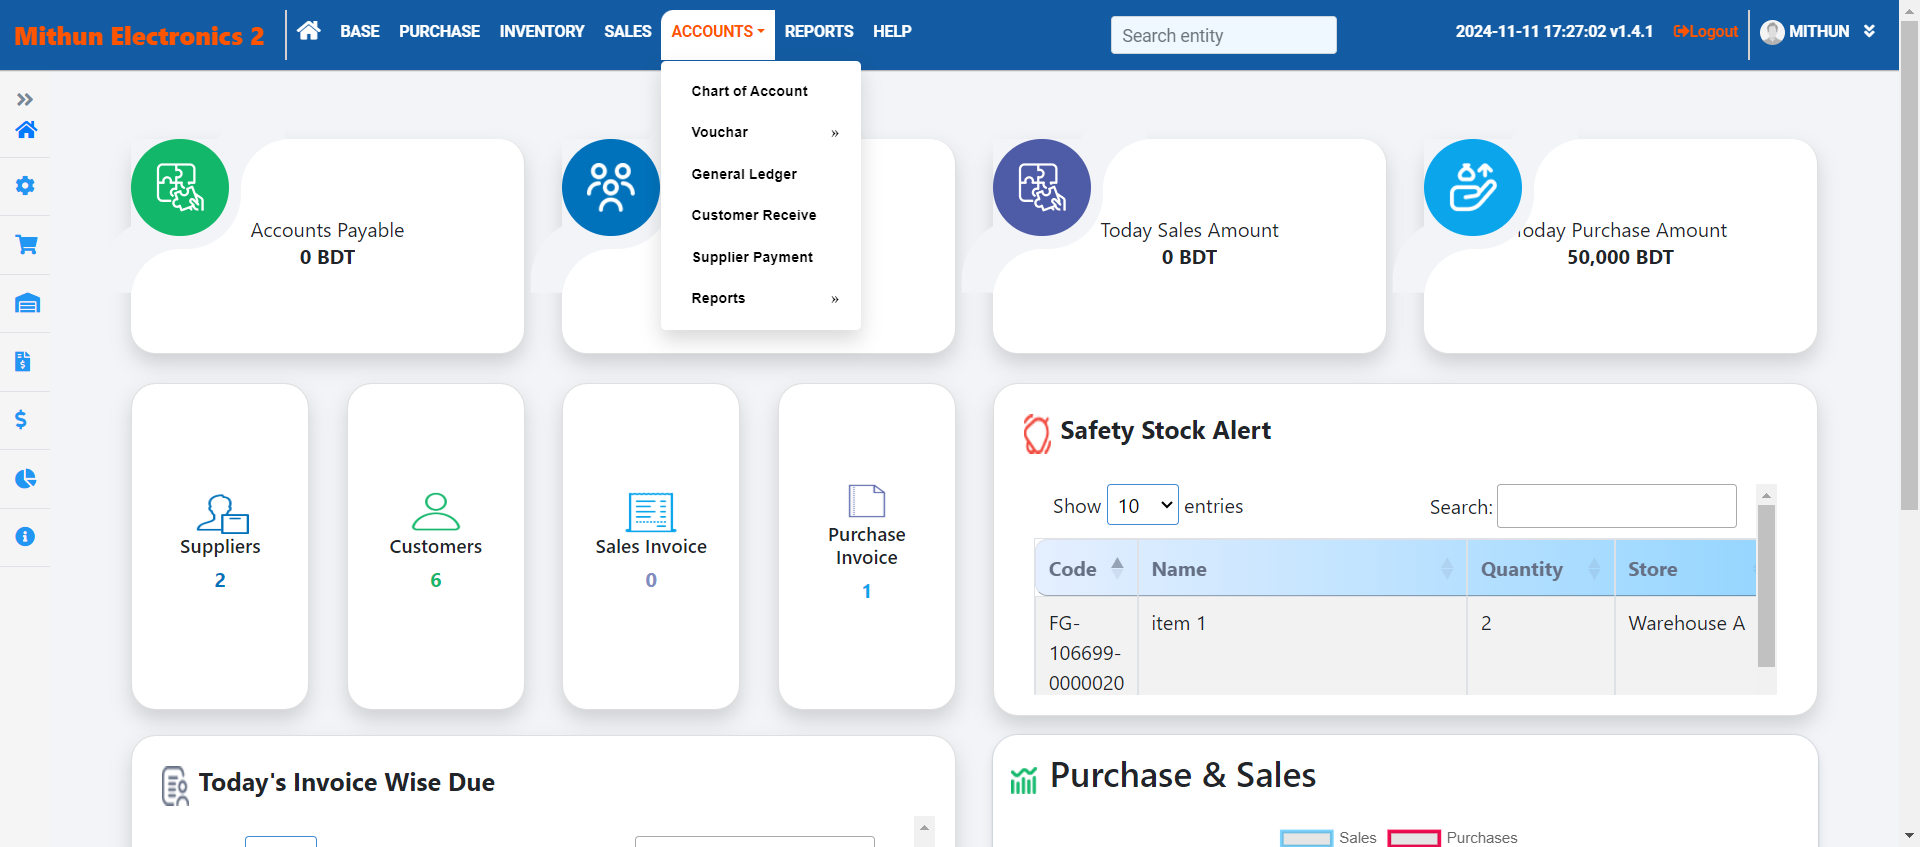 Mithun Electronics 2
BASE PURCHASE INVENTORY SALES ACCOUNTS REPORTS HELP
Search entity
2024-11-11 17:27:02 v1.4.1
Logout
MITHUN
Chart of Account
Vouchar »
General Ledger
Customer Receive
Supplier Payment
Reports »
Accounts Payable
0 BDT
Today Sales Amount
0 BDT
Today Purchase Amount
50,000 BDT
Suppliers
2
Customers
6
Sales Invoice
0
Purchase
Invoice
1
Safety Stock Alert
Show 10 entries
Search:
Code Name Quantity Store
FG-
106699-
0000020
item 1
2
Warehouse A
Today's Invoice Wise Due
Purchase & Sales
Sales Purchases